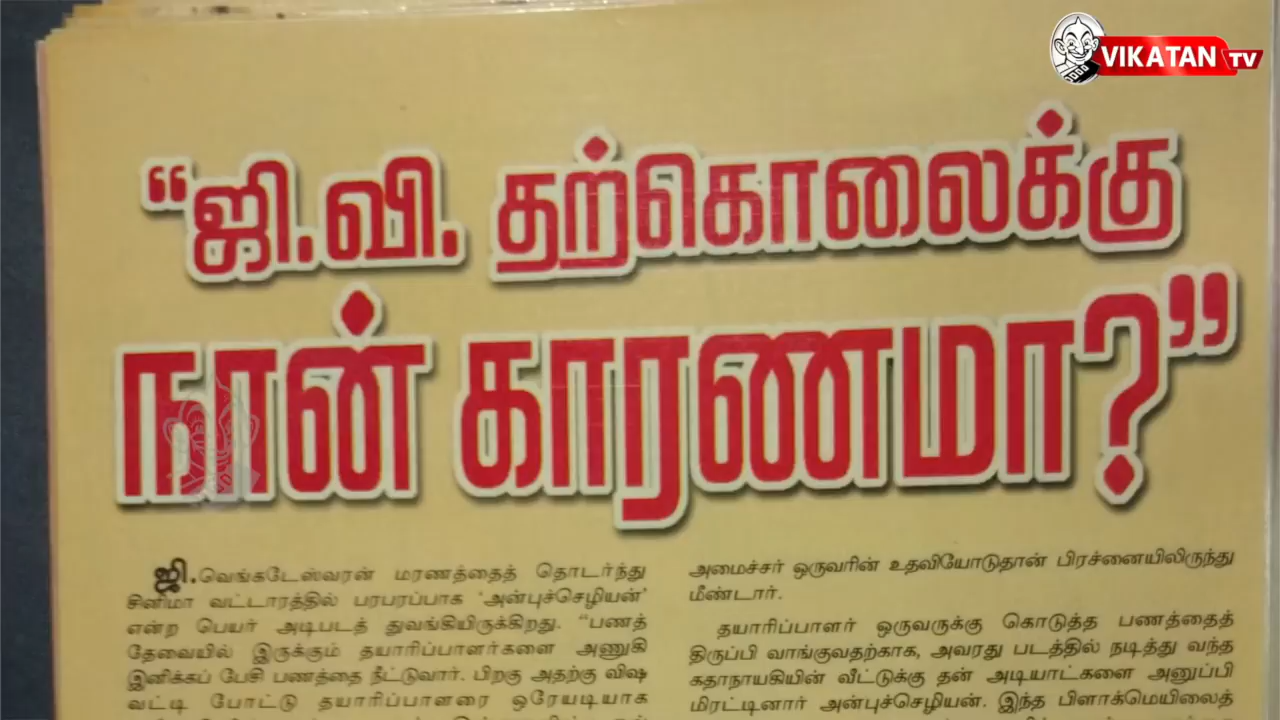 VIKATAN TV
“ஜி.வி. தற்கொலைக்கு
நான் காரணமா?”
ஜி.வெங்கடேஸ்வரன் மரணத்தைத் தொடர்ந்து
சினிமா வட்டாரத்தில் பரபரப்பாக ‘அன்புச்செழியன்’
என்ற பெயர் அடிபடத் துவங்கியிருக்கிறது. “பணத்
தேவையில் இருக்கும் தயாரிப்பாளர்களை அணுகி
இனிக்கப் பேசி பணத்தை நீட்டுவார். பிறகு அதற்கு விஷ
வட்டி போட்டு தயாரிப்பாளரை ஒரேயடியாக
அமைச்சர் ஒருவரின் உதவியோடுதான் பிரச்னையிலிருந்து
மீண்டார்.
தயாரிப்பாளர் ஒருவருக்கு கொடுத்த பணத்தைத்
திருப்பி வாங்குவதற்காக, அவரது படத்தில் நடித்து வந்த
கதாநாயகியின் வீட்டுக்கு தன் அடியாட்களை அனுப்பி
மிரட்டினார் அன்புச்செழியன். இந்த பிளாக்மெயிலைத்